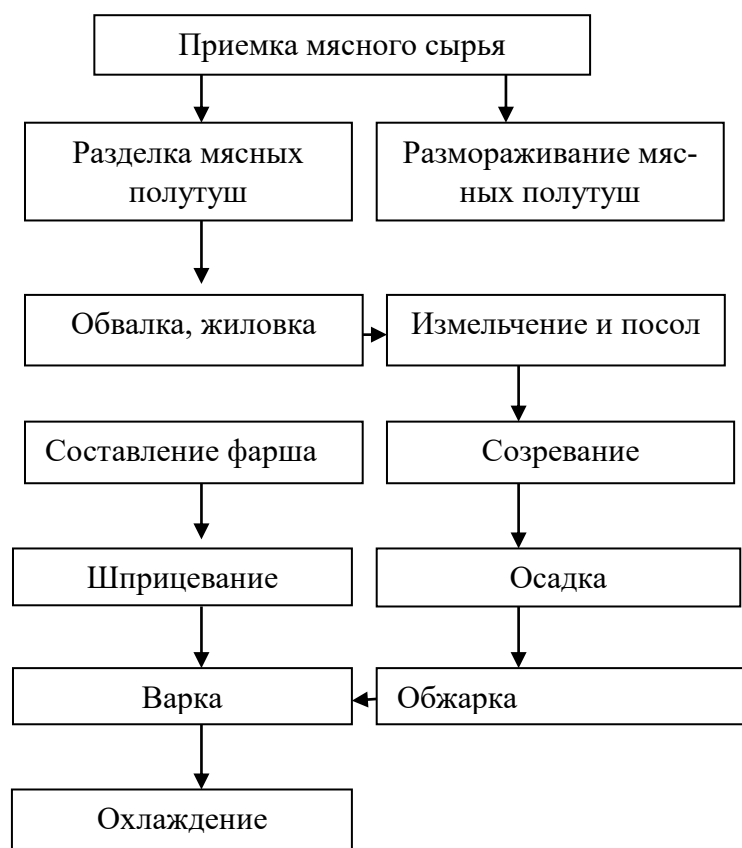 Приемка мясного сырья
Разделка мясных
полутуш
Размораживание мяс-
ных полутуш
Обвалка, жиловка
Измельчение и посол
Составление фарша
Созревание
Шприцевание
Осадка
Варка
Обжарка
Охлаждение